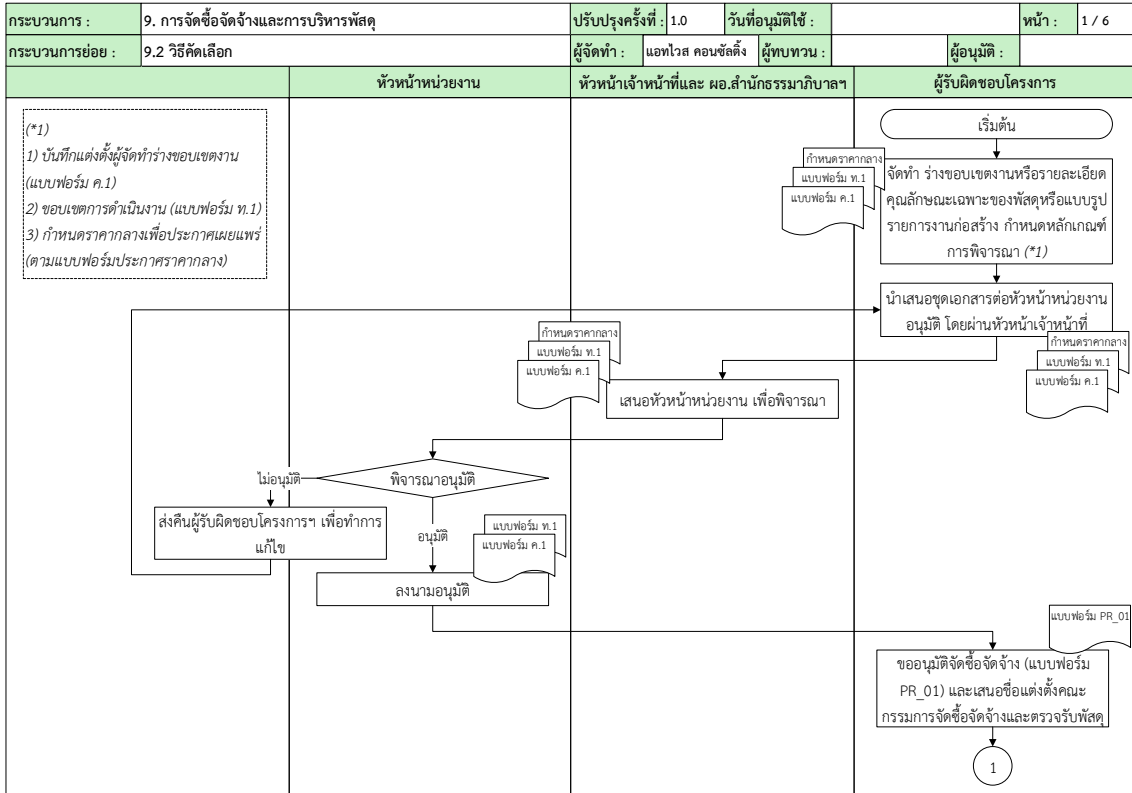 กระบวนการ : 9. การจัดซื้อจัดจ้างและการบริหารพัสดุ ปรับปรุงครั้งที่ : 1.0 วันที่อนุมัติใช้ : หน้า : 1 / 6
กระบวนการย่อย : 9.2 วิธีคัดเลือก ผู้จัดทำ : แอทไวส คอนซัลติ้ง ผู้ทบทวน : ผู้อนุมัติ :
หัวหน้าหน่วยงาน หัวหน้าเจ้าหน้าที่และ ผอ.สำนักธรรมาภิบาลฯ ผู้รับผิดชอบโครงการ
(*1)
1) บันทึกแต่งตั้งผู้จัดทำร่างขอบเขตงาน
(แบบฟอร์ม ค.1)
2) ขอบเขตการดำเนินงาน (แบบฟอร์ม ท.1)
3) กำหนดราคากลางเพื่อประกาศเผยแพร่
(ตามแบบฟอร์มประกาศราคากลาง)
เริ่มต้น
กำหนดราคากลาง
แบบฟอร์ม ท.1
แบบฟอร์ม ค.1
จัดทำ ร่างขอบเขตงานหรือรายละเอียด
คุณลักษณะเฉพาะของพัสดุหรือแบบรูป
รายการงานก่อสร้าง กำหนดหลักเกณฑ์
การพิจารณา (*1)
นำเสนอชุดเอกสารต่อหัวหน้าหน่วยงาน
อนุมัติ โดยผ่านหัวหน้าเจ้าหน้าที่
กำหนดราคากลาง
แบบฟอร์ม ท.1
แบบฟอร์ม ค.1
กำหนดราคากลาง
แบบฟอร์ม ท.1
แบบฟอร์ม ค.1
เสนอหัวหน้าหน่วยงาน เพื่อพิจารณา
พิจารณาอนุมัติ
ไม่อนุมัติ
ส่งคืนผู้รับผิดชอบโครงการฯ เพื่อทำการ
แก้ไข
อนุมัติ
แบบฟอร์ม ท.1
แบบฟอร์ม ค.1
ลงนามอนุมัติ
แบบฟอร์ม PR_01
ขออนุมัติจัดซื้อจัดจ้าง (แบบฟอร์ม
PR_01) และเสนอชื่อแต่งตั้งคณะ
กรรมการจัดซื้อจัดจ้างและตรวจรับพัสดุ
1